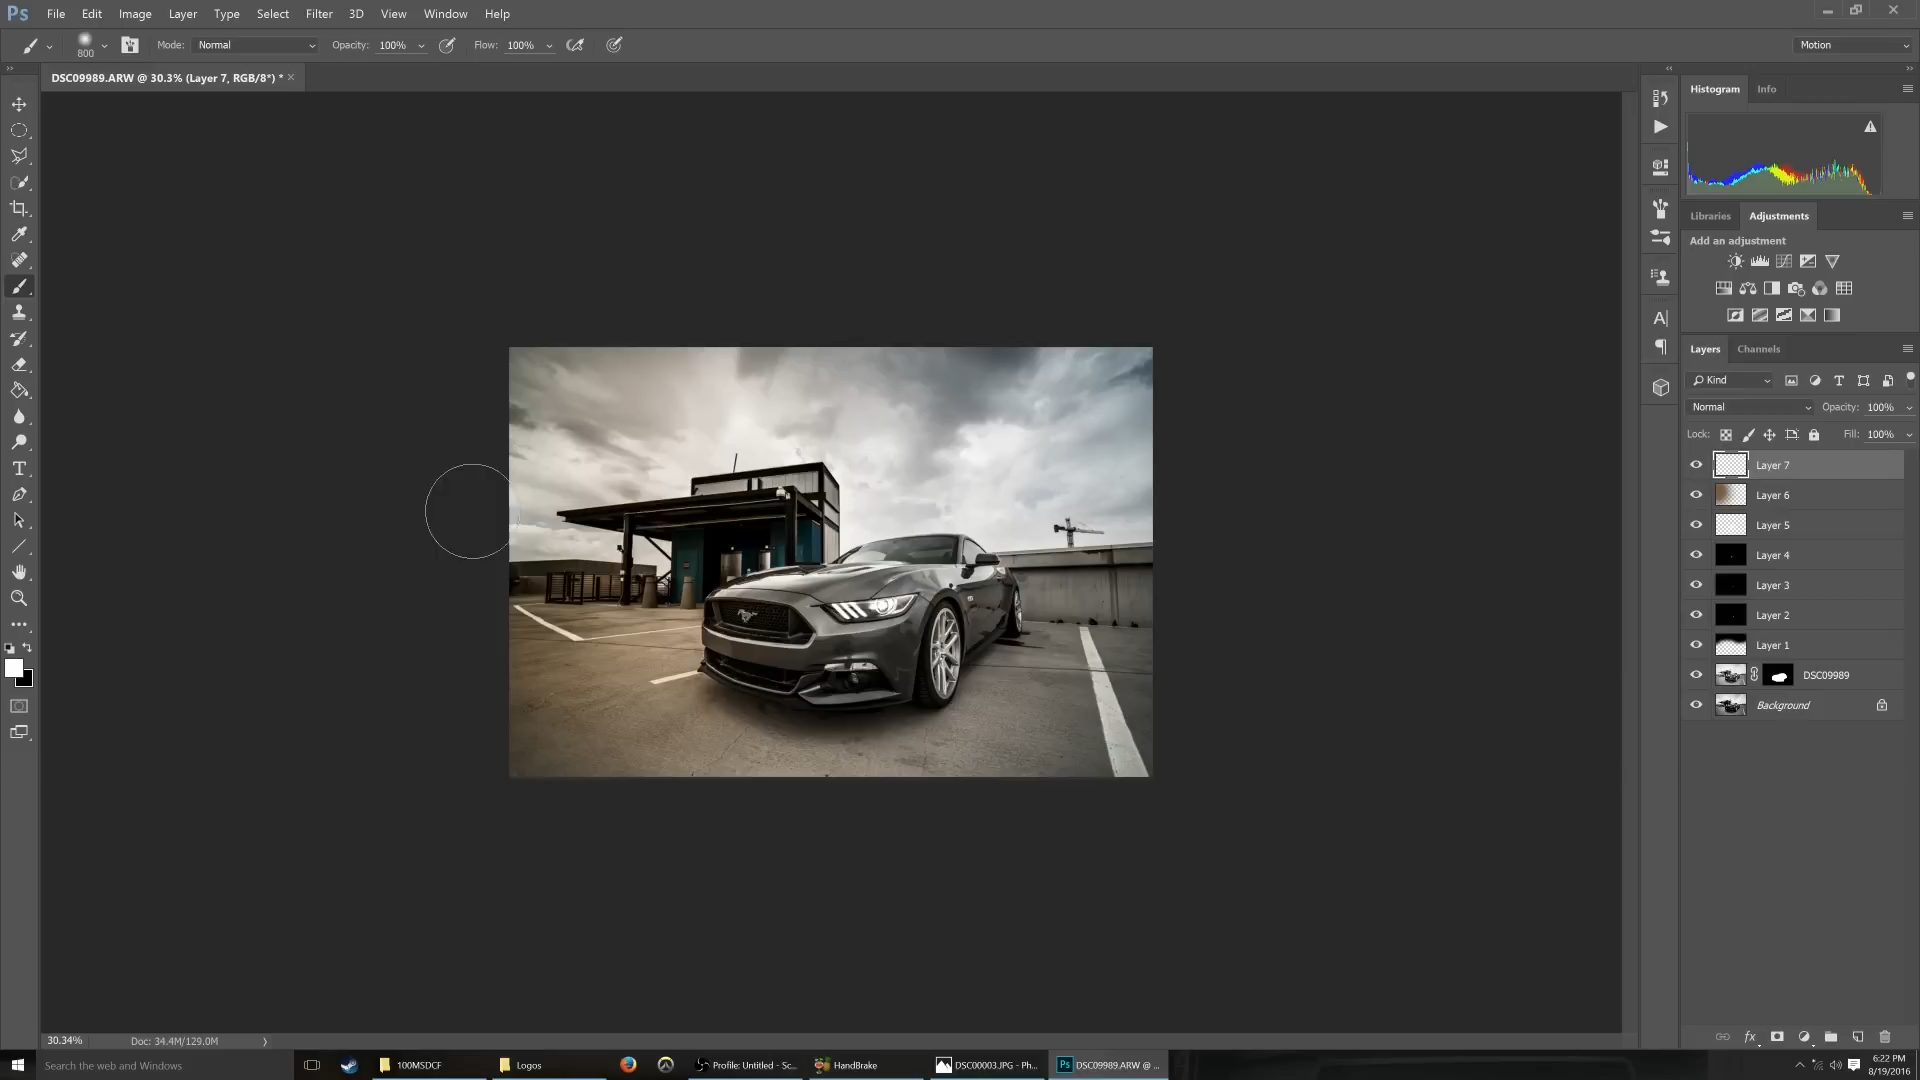 Ps File Edit Image Layer Type Select Filter 3D View Window Help
800 Mode: Normal Opacity: 100% Flow: 100% Motion
DSC09989.ARW @ 30.3% (Layer 7, RGB/8*) * ×
Histogram Info
Libraries Adjustments
Add an adjustment
Layers Channels
Kind
Normal Opacity: 100%
Lock: Fill: 100%
Layer 7
Layer 6
Layer 5
Layer 4
Layer 3
Layer 2
Layer 1
DSC09989
Background
30.34% Doc: 34.4M/129.0M
Search the web and Windows 100MSDCF Logos Profile: Untitled - Sc... HandBrake DSC00003.JPG - Ph... Ps DSC09989.ARW @ ... 6:22 PM
8/19/2016